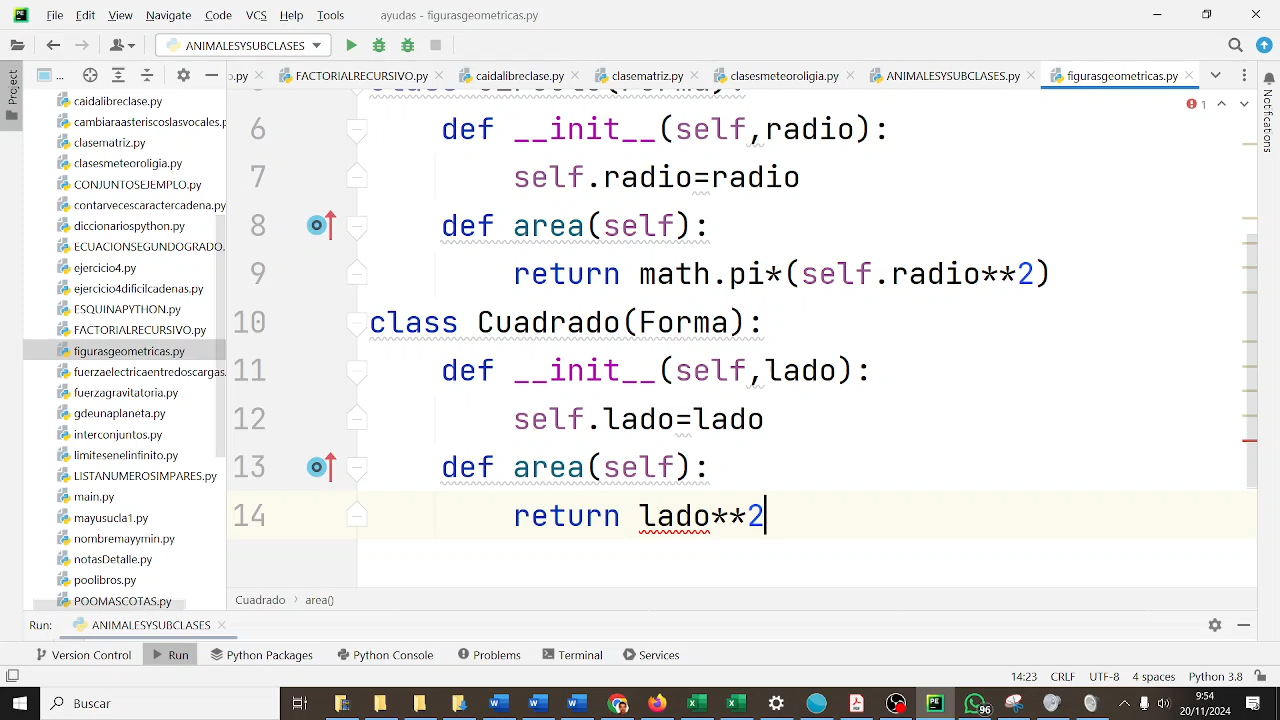 File Edit View Navigate Code VCS Help Tools ayudas - figurasgeometricas.py
ANIMALESYSUBCLASES
Project
o.py FACTORIALRECURSIVO.py caidalibreclase.py clasematriz.py clasesmeteoroligia.py ANIMALESYSUBCLASES.py figurasgeometricas.py
Notifications
caidalibreclase.py
cambiaraastericoslasvocales.p
clasematriz.py
clasesmeteoroligia.py
CONJUNTOSEJEMPLO.py
contarvecescaractercadena.py
diccionariospython.py
ECUACIONSEGUNDOGRADO.
ejercicio4.py
ejercicio4dificilcadenas.py
ESQUINAPYTHON.py
FACTORIALRECURSIVO.py
figurasgeometricas.py
fuerzaelectricaentredoscargas.
fuerzagravitatoria.py
gdeunaplaneta.py
interconjuntos.py
limitesenelinfinito.py
LISTANUMEROSIMPARES.py
main.py
mayusucla1.py
nombremayymin.py
notasDetalle.py
poolibros.py
POOMASCOTAS.py
1
6 def __init__(self,radio):
7 self.radio=radio
8 def area(self):
9 return math.pi*(self.radio**2)
10 class Cuadrado(Forma):
11 def __init__(self,lado):
12 self.lado=lado
13 def area(self):
14 return lado**2
Cuadrado area()
Run: ANIMALESYSUBCLASES
Version Control Run Python Packages Python Console Problems Terminal Services
14:23 CRLF UTF-8 4 spaces Python 3.8
Buscar
96
9:54
20/11/2024